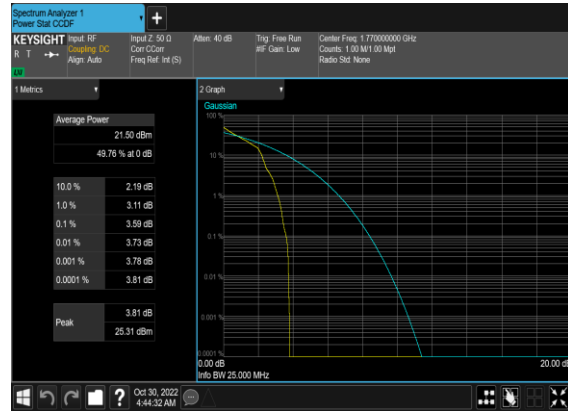 Spectrum Analyzer 1
Power Stat CCDF
KEYSIGHT
R T
LW
Input: RF
Coupling: DC
Align: Auto
Input Z: 50 Ω
Corr CCorr
Freq Ref: Int (S)
Atten: 40 dB
Trig: Free Run
#IF Gain: Low
Center Freq: 1.770000000 GHz
Counts: 1.00 M/1.00 Mpt
Radio Std: None
1 Metrics
Average Power
21.50 dBm
49.76 % at 0 dB
10.0 % 2.19 dB
1.0 % 3.11 dB
0.1 % 3.59 dB
0.01 % 3.73 dB
0.001 % 3.78 dB
0.0001 % 3.81 dB
Peak
3.81 dB
25.31 dBm
2 Graph
Gaussian
100 %
10 %
1 %
0.1 %
0.01 %
0.001 %
0.0001 %
0.00 dB
20.00 dB
Info BW 25.000 MHz
?
Oct 30, 2022
4:44:32 AM